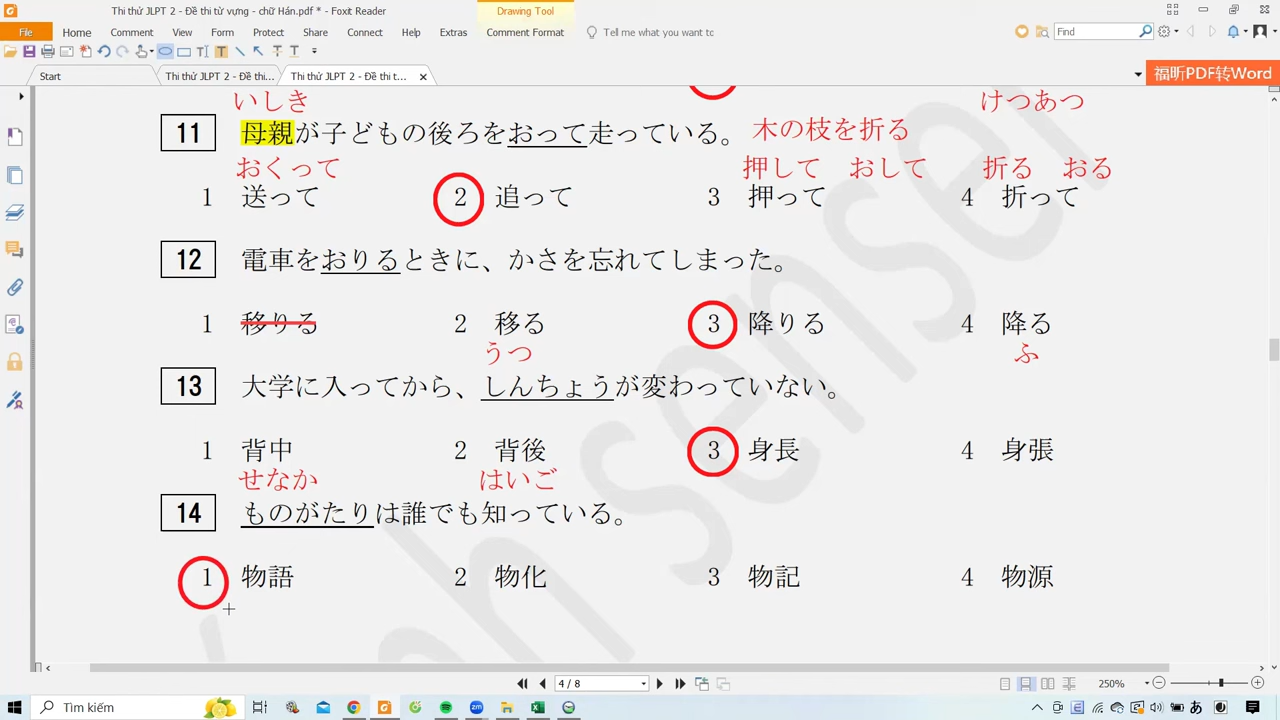 Thi thử JLPT 2 - Đề thi từ vựng - chữ Hán.pdf * - Foxit Reader
Drawing Tool
File Home Comment View Form Protect Share Connect Help Extras Comment Format Tell me what you want tc Find
Start Thi thử JLPT 2 - Đề thi... Thi thử JLPT 2 - Đề thi t... 福昕PDF转Word
いしき けつあつ
11 母親が子どもの後ろをおって走っている。 木の枝を折る
おくって 押して おして 折る おる
1 送って 2 追って 3 押って 4 折って
12 電車をおりるときに、かさを忘れてしまった。
1 移りる 2 移る 3 降りる 4 降る
うつ ふ
13 大学に入ってから、しんちょうが変わっていない。
1 背中 2 背後 3 身長 4 身張
せなか はいご
14 ものがたりは誰でも知っている。
1 物語 2 物化 3 物記 4 物源
4 / 8 250%
Tìm kiếm